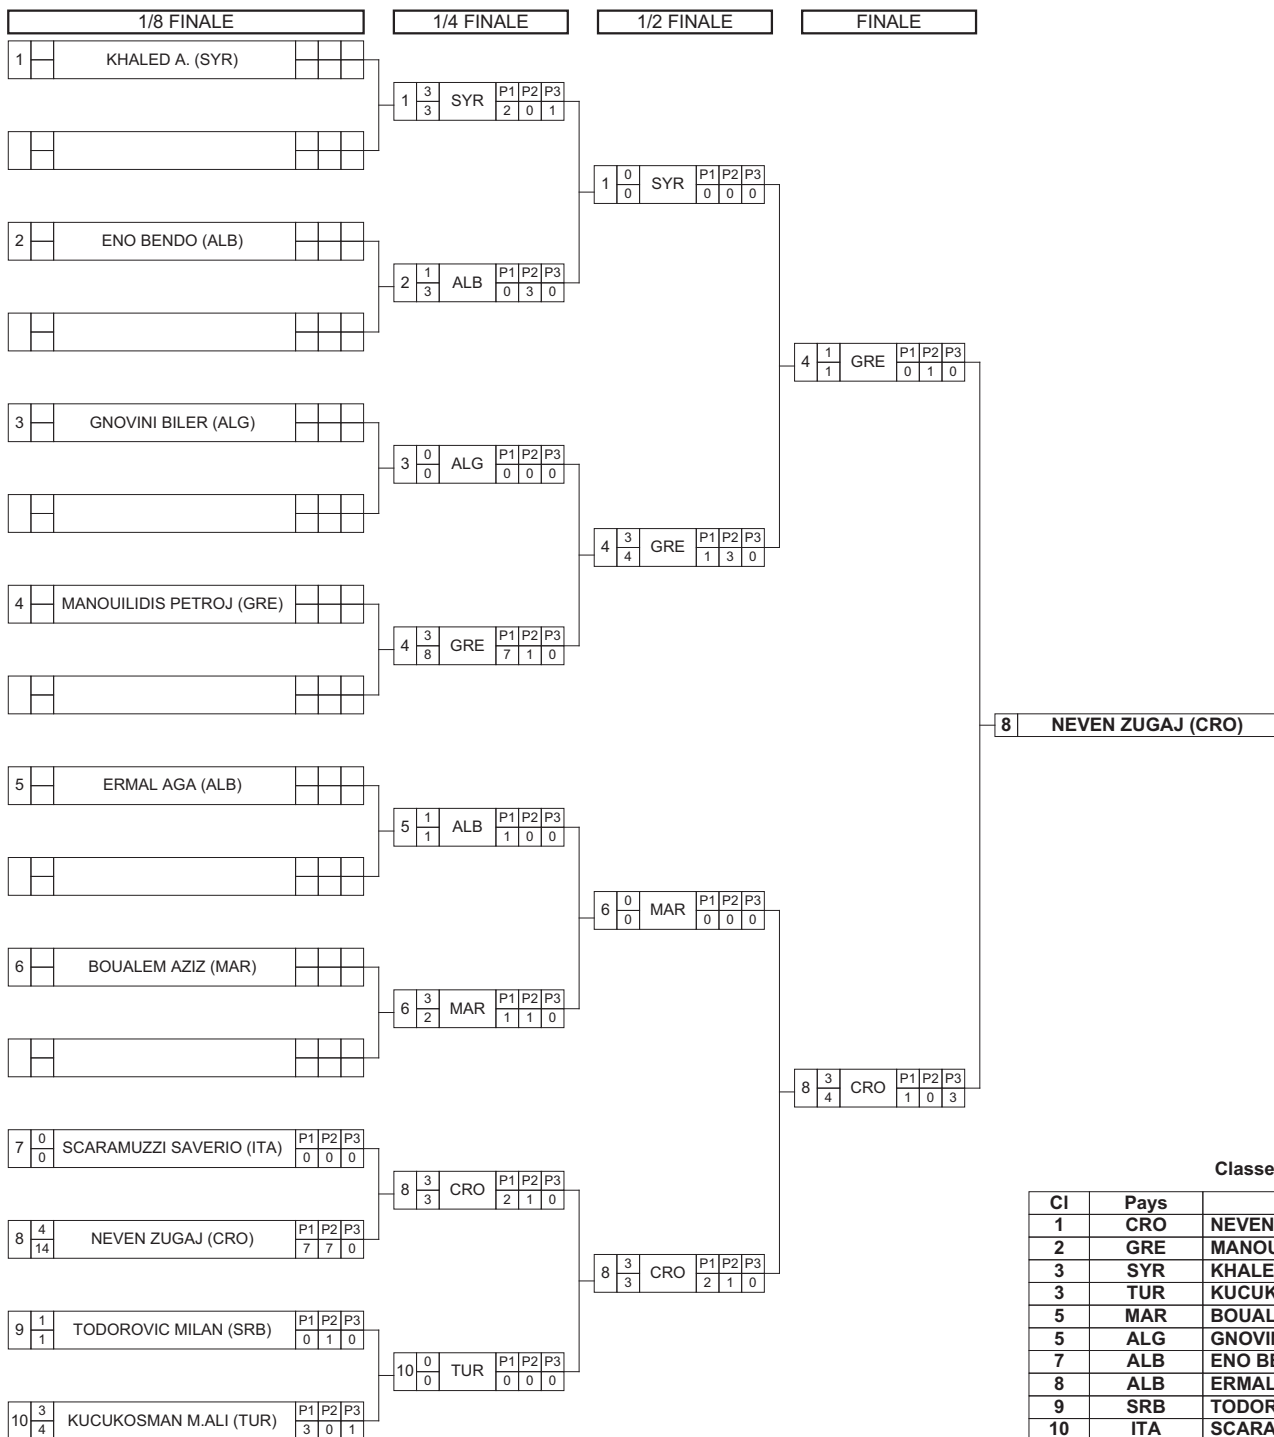 1/8 FINALE 1/4 FINALE 1/2 FINALE FINALE
1 KHALED A. (SYR)
3 P1 P2 P3
1 SYR
3 2 0 1
0 P1 P2 P3
1 SYR
0 0 0 0
2 ENO BENDO (ALB)
1 P1 P2 P3
2 ALB
3 0 3 0
1 P1 P2 P3
4 GRE
1 0 1 0
3 GNOVINI BILER (ALG)
0 P1 P2 P3
3 ALG
0 0 0 0
3 P1 P2 P3
4 GRE
4 1 3 0
4 MANOUILIDIS PETROJ (GRE)
3 P1 P2 P3
4 GRE
8 7 1 0
8 NEVEN ZUGAJ (CRO)
5 ERMAL AGA (ALB)
1 P1 P2 P3
5 ALB
1 1 0 0
0 P1 P2 P3
6 MAR
0 0 0 0
6 BOUALEM AZIZ (MAR)
3 P1 P2 P3
6 MAR
2 1 1 0
3 P1 P2 P3
8 CRO
4 1 0 3
0 P1 P2 P3
7 SCARAMUZZI SAVERIO (ITA)
0 0 0 0
3 P1 P2 P3
8 CRO
3 2 1 0
4 P1 P2 P3
8 NEVEN ZUGAJ (CRO)
14 7 7 0
3 P1 P2 P3
8 CRO
3 2 1 0
1 P1 P2 P3
9 TODOROVIC MILAN (SRB)
1 0 1 0
0 P1 P2 P3
10 TUR
0 0 0 0
3 P1 P2 P3
10 KUCUKOSMAN M.ALI (TUR)
4 3 0 1
Classe
Cl Pays
1 CRO NEVEN
2 GRE MANOU
3 SYR KHALE
3 TUR KUCUK
5 MAR BOUAL
5 ALG GNOVI
7 ALB ENO BE
8 ALB ERMAL
9 SRB TODOR
10 ITA SCARA